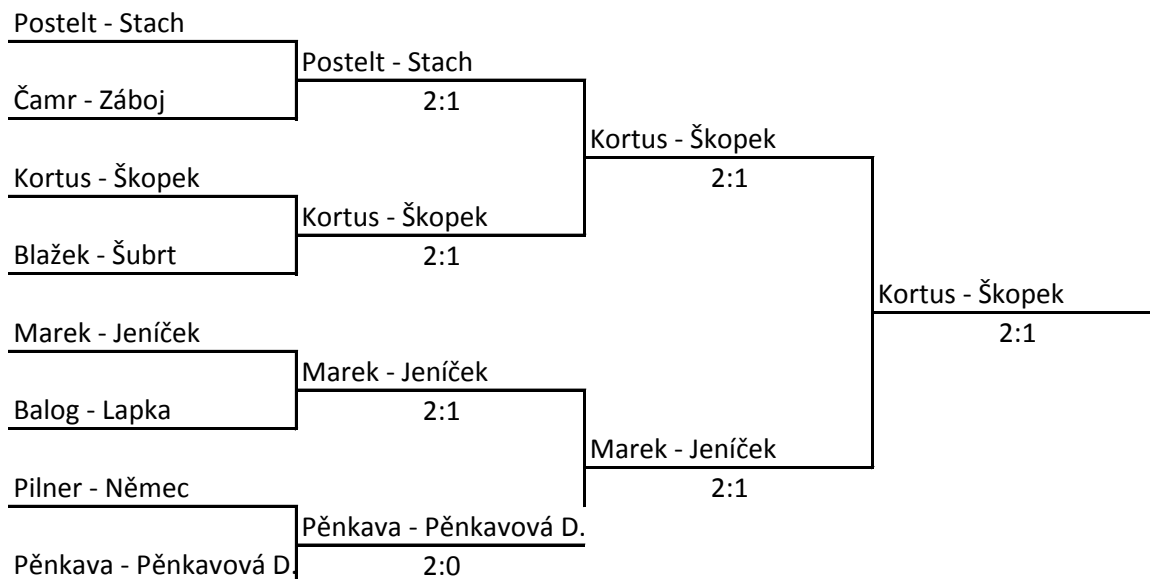 Postelt - Stach
Postelt - Stach
Čamr - Záboj
2:1
Kortus - Škopek
Kortus - Škopek
2:1
Kortus - Škopek
Blažek - Šubrt
2:1
Kortus - Škopek
Marek - Jeníček
2:1
Marek - Jeníček
Balog - Lapka
2:1
Marek - Jeníček
Pilner - Němec
2:1
Pěnkava - Pěnkavová D.
Pěnkava - Pěnkavová D.
2:0